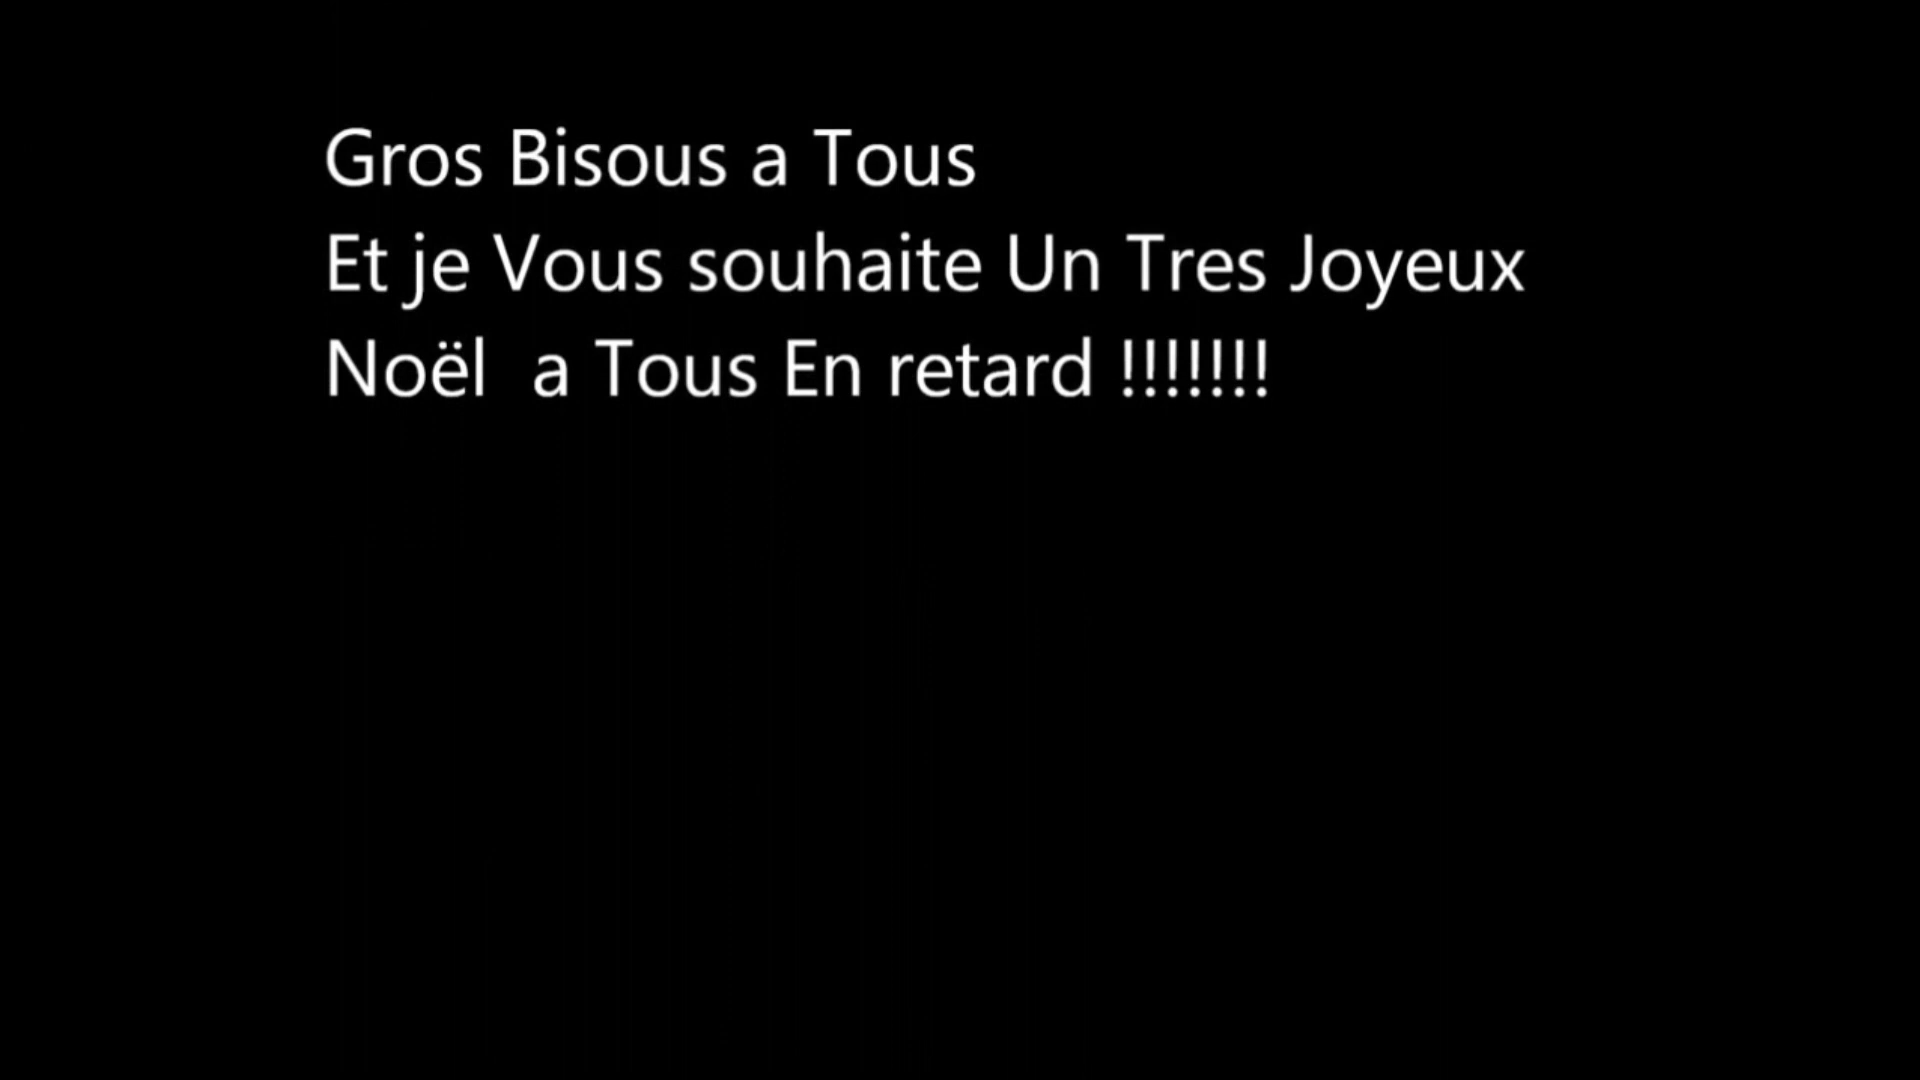 Gros Bisous a Tous
Et je Vous souhaite Un Tres Joyeux
Noël  a Tous En retard !!!!!!!